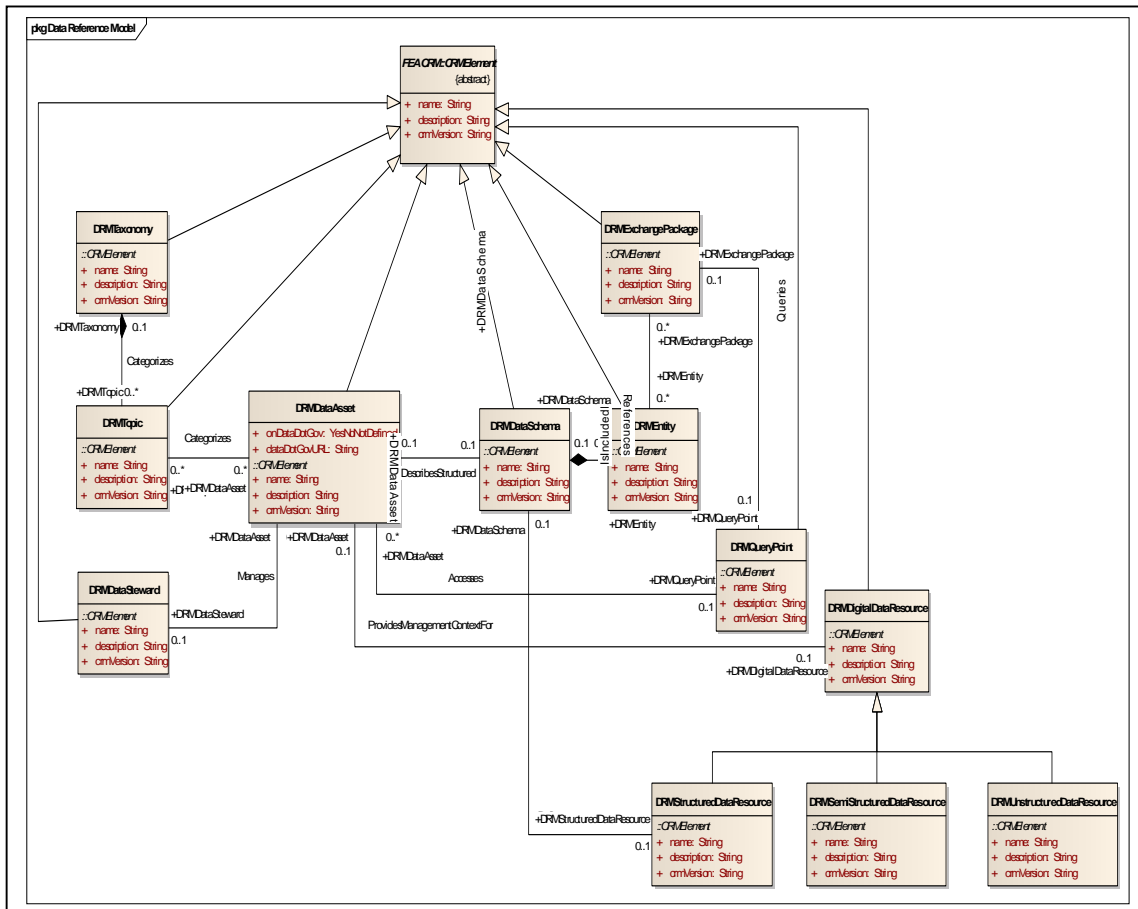 pkg Data Reference Model
FEA CRM::CRMElement
{abstract}
+ name: String
+ description: String
+ crmVersion: String
DRMTaxonomy
::CRMElement
+ name: String
+ description: String
+ crmVersion: String
+DRMTaxonomy
0..1
Categorizes
+DRMTopic 0..*
DRMTopic
::CRMElement
+ name: String
+ description: String
+ crmVersion: String
Categorizes
0..*
0..*
+DRMDataAsset
DRMDataAsset
+ onDataDotGov: YesNoNotDefined
+ dataDotGovURL: String
::CRMElement
+ name: String
+ description: String
+ crmVersion: String
+DRMDataAsset
0..1
0..1
DescribesStructured
+DRMDataSchema
DRMDataSchema
::CRMElement
+ name: String
+ description: String
+ crmVersion: String
+DRMDataSchema
0..1
+DRMDataSchema
0..1
IsIncludedI
References
DRMExchangePackage
::CRMElement
+ name: String
+ description: String
+ crmVersion: String
+DRMExchangePackage
0..1
Queries
0..*
+DRMExchangePackage
+DRMEntity
0..*
DRMEntity
::CRMElement
+ name: String
+ description: String
+ crmVersion: String
+DRMEntity
0..1
+DRMQueryPoint
DRMQueryPoint
::CRMElement
+ name: String
+ description: String
+ crmVersion: String
+DRMDataAsset
Manages
+DRMDataSteward
0..1
DRMDataSteward
::CRMElement
+ name: String
+ description: String
+ crmVersion: String
+DRMDataAsset
0..1
0..*
+DRMDataAsset
Accesses
+DRMQueryPoint
0..1
ProvidesManagementContextFor
0..1
+DRMDigitalDataResource
DRMDigitalDataResource
::CRMElement
+ name: String
+ description: String
+ crmVersion: String
+DRMStructuredDataResource
0..1
DRMStructuredDataResource
::CRMElement
+ name: String
+ description: String
+ crmVersion: String
DRMSemiStructuredDataResource
::CRMElement
+ name: String
+ description: String
+ crmVersion: String
DRMUnstructuredDataResource
::CRMElement
+ name: String
+ description: String
+ crmVersion: String